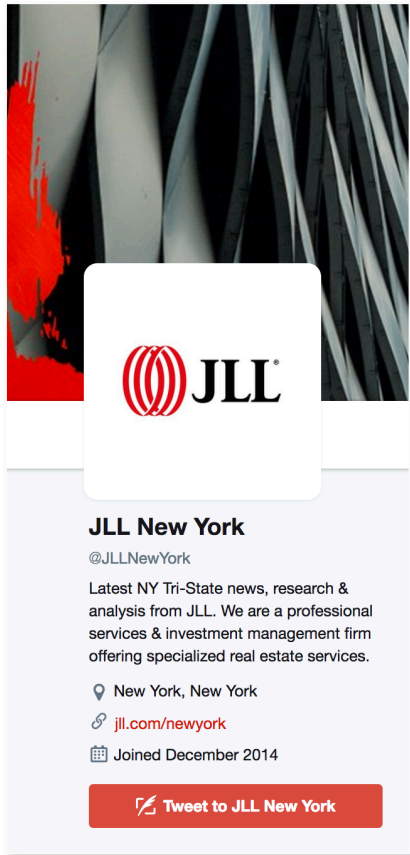 JLL®
JLL New York
@JLLNewYork
Latest NY Tri-State news, research &
analysis from JLL. We are a professional
services & investment management firm
offering specialized real estate services.
New York, New York
jll.com/newyork
Joined December 2014
Tweet to JLL New York